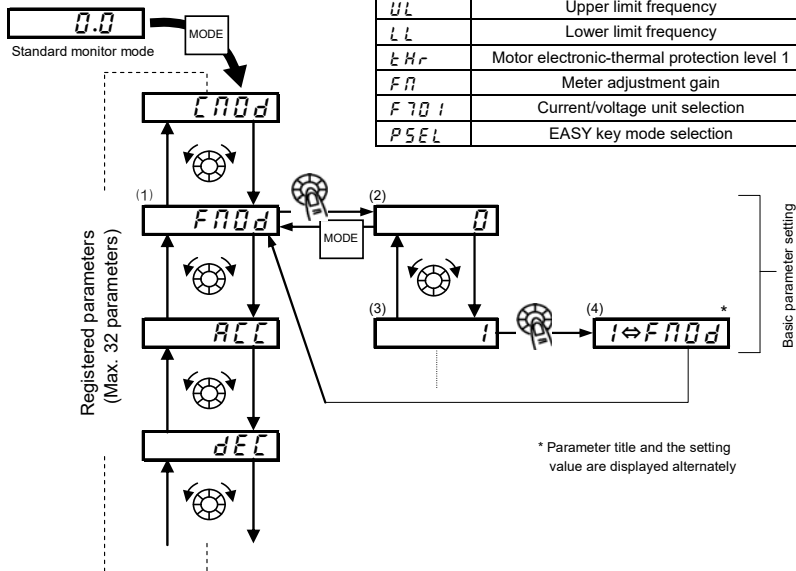 0.0
MODE
Standard monitor mode
UL Upper limit frequency
LL Lower limit frequency
tHr Motor electronic-thermal protection level 1
FM Meter adjustment gain
F701 Current/voltage unit selection
PSEL EASY key mode selection
CMOd
(1)
FMOd
MODE
(2)
0
ACC
(3)
1
(4)
1⇔FMOd
*
dEC
Registered parameters
(Max. 32 parameters)
Basic parameter setting
* Parameter title and the setting
value are displayed alternately